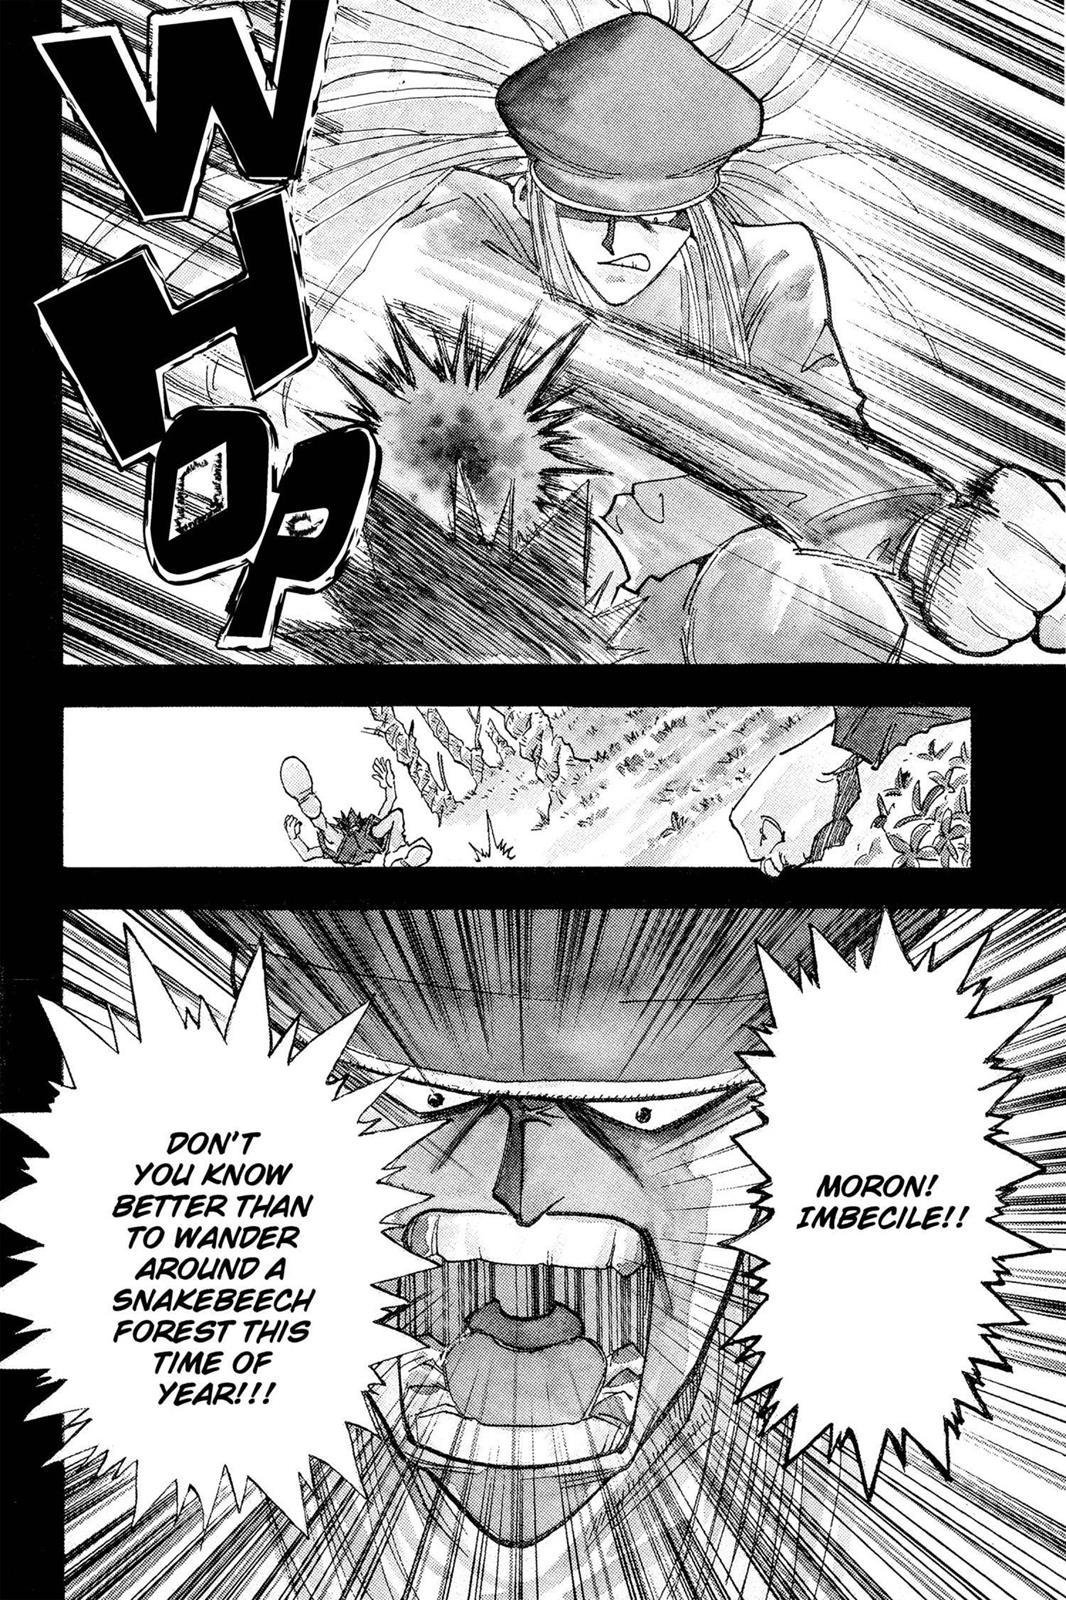 WHOP
MORON!
IMBECILE!!
DON'T
YOU KNOW
BETTER THAN
TO WANDER
AROUND A
SNAKEBEECH
FOREST THIS
TIME OF
YEAR!!!